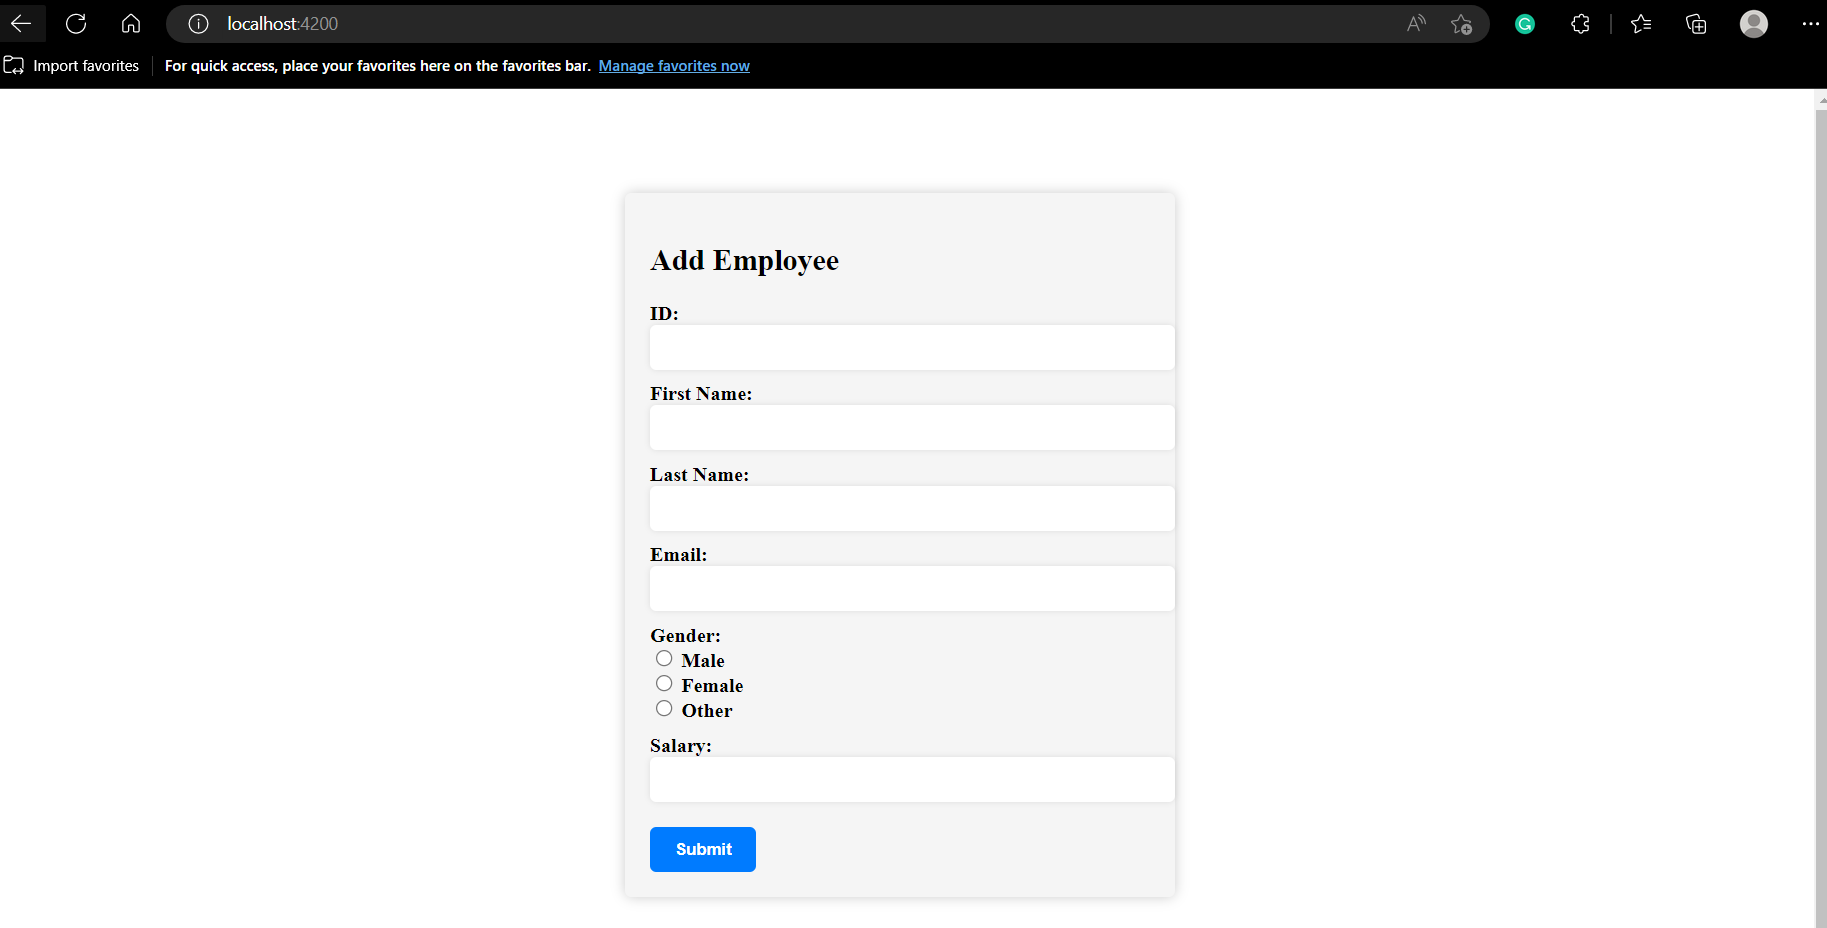 localhost:4200
Import favorites For quick access, place your favorites here on the favorites bar. Manage favorites now
Add Employee
ID:
First Name:
Last Name:
Email:
Gender:
Male
Female
Other
Salary:
Submit